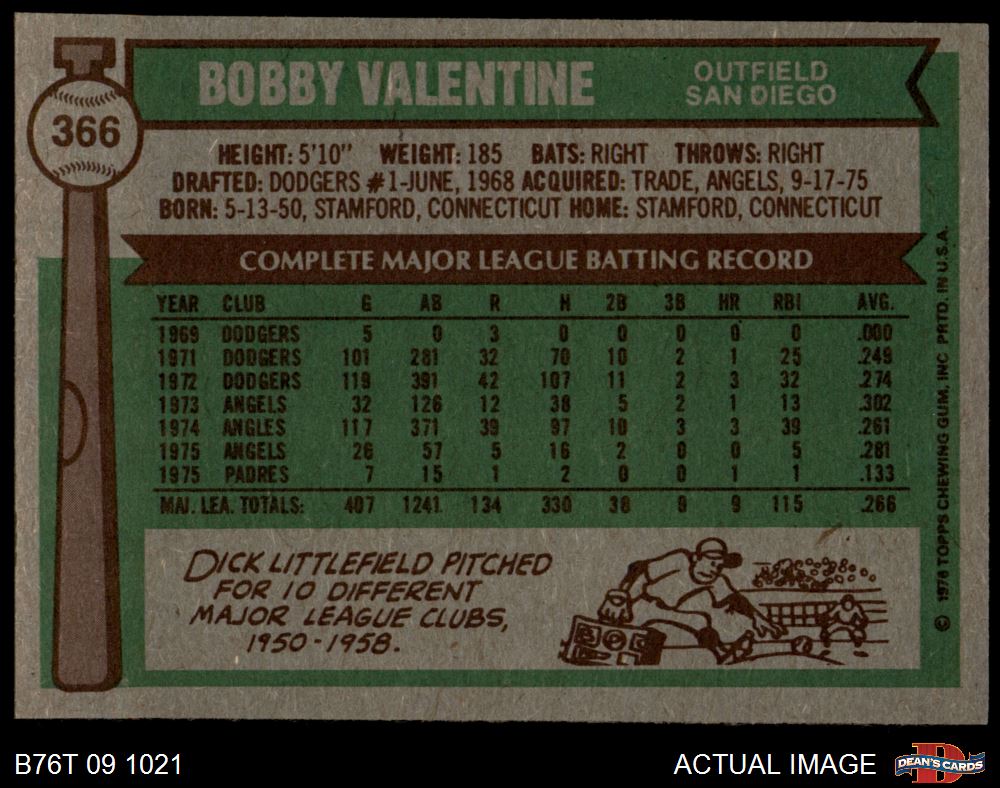 BOBBY VALENTINE
OUTFIELD
SAN DIEGO
366
HEIGHT: 5'10" WEIGHT: 185 BATS: RIGHT THROWS: RIGHT
DRAFTED: DODGERS #1-JUNE, 1968 ACQUIRED: TRADE, ANGELS, 9-17-75
BORN: 5-13-50, STAMFORD, CONNECTICUT HOME: STAMFORD, CONNECTICUT
COMPLETE MAJOR LEAGUE BATTING RECORD
YEAR CLUB G AB R H 2B 3B HR RBI AVG.
1969 DODGERS 5 0 3 0 0 0 0 0 .000
1971 DODGERS 101 281 32 70 10 2 1 25 .249
1972 DODGERS 119 391 42 107 11 2 3 32 .274
1973 ANGELS 32 126 12 38 5 2 1 13 .302
1974 ANGLES 117 371 39 97 10 3 3 39 .261
1975 ANGELS 26 57 5 16 2 0 0 5 .281
1975 PADRES 7 15 1 2 0 0 1 1 .133
MAJ. LEA. TOTALS: 407 1241 134 330 38 9 9 115 .266
DICK LITTLEFIELD PITCHED
FOR 10 DIFFERENT
MAJOR LEAGUE CLUBS,
1950-1958.
© 1976 TOPPS CHEWING GUM, INC. PRTD. IN U.S.A.
B76T 09 1021
ACTUAL IMAGE
DEAN'S CARDS